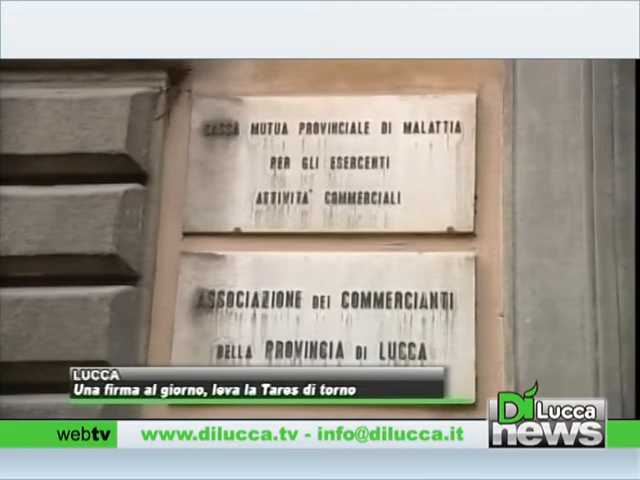 CASSA MUTUA PROVINCIALE DI MALATTIA
PER GLI ESERCENTI
ATTIVITA' COMMERCIALI
ASSOCIAZIONE DEI COMMERCIANTI
DELLA PROVINCIA DI LUCCA
LUCCA
Una firma al giorno, leva la Tares di torno
webtv
www.dilucca.tv - info@dilucca.it
Di Lucca
news